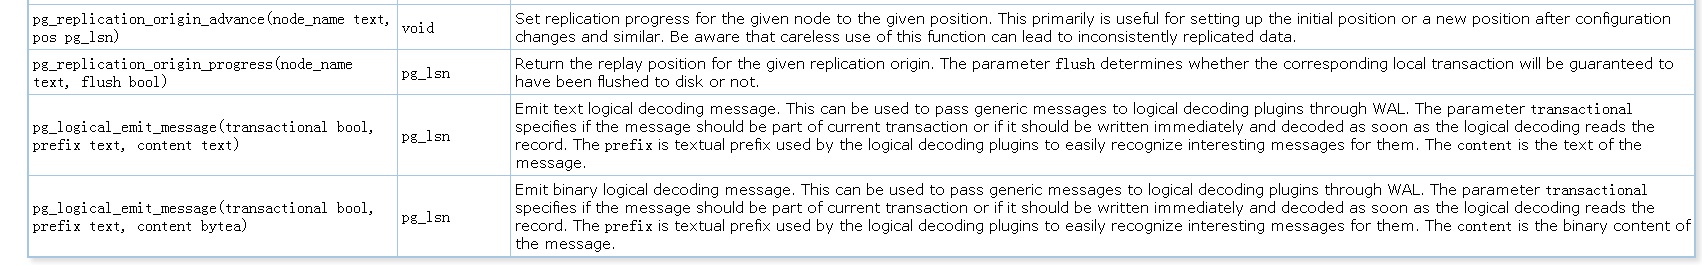 pg_replication_origin_advance(node_name text,
pos pg_lsn)
void
Set replication progress for the given node to the given position. This primarily is useful for setting up the initial position or a new position after configuration
changes and similar. Be aware that careless use of this function can lead to inconsistently replicated data.
pg_replication_origin_progress(node_name
text, flush bool)
pg_lsn
Return the replay position for the given replication origin. The parameter flush determines whether the corresponding local transaction will be guaranteed to
have been flushed to disk or not.
pg_logical_emit_message(transactional bool,
prefix text, content text)
pg_lsn
Emit text logical decoding message. This can be used to pass generic messages to logical decoding plugins through WAL. The parameter transactional
specifies if the message should be part of current transaction or if it should be written immediately and decoded as soon as the logical decoding reads the
record. The prefix is textual prefix used by the logical decoding plugins to easily recognize interesting messages for them. The content is the text of the
message.
pg_logical_emit_message(transactional bool,
prefix text, content bytea)
pg_lsn
Emit binary logical decoding message. This can be used to pass generic messages to logical decoding plugins through WAL. The parameter transactional
specifies if the message should be part of current transaction or if it should be written immediately and decoded as soon as the logical decoding reads the
record. The prefix is textual prefix used by the logical decoding plugins to easily recognize interesting messages for them. The content is the binary content of
the message.